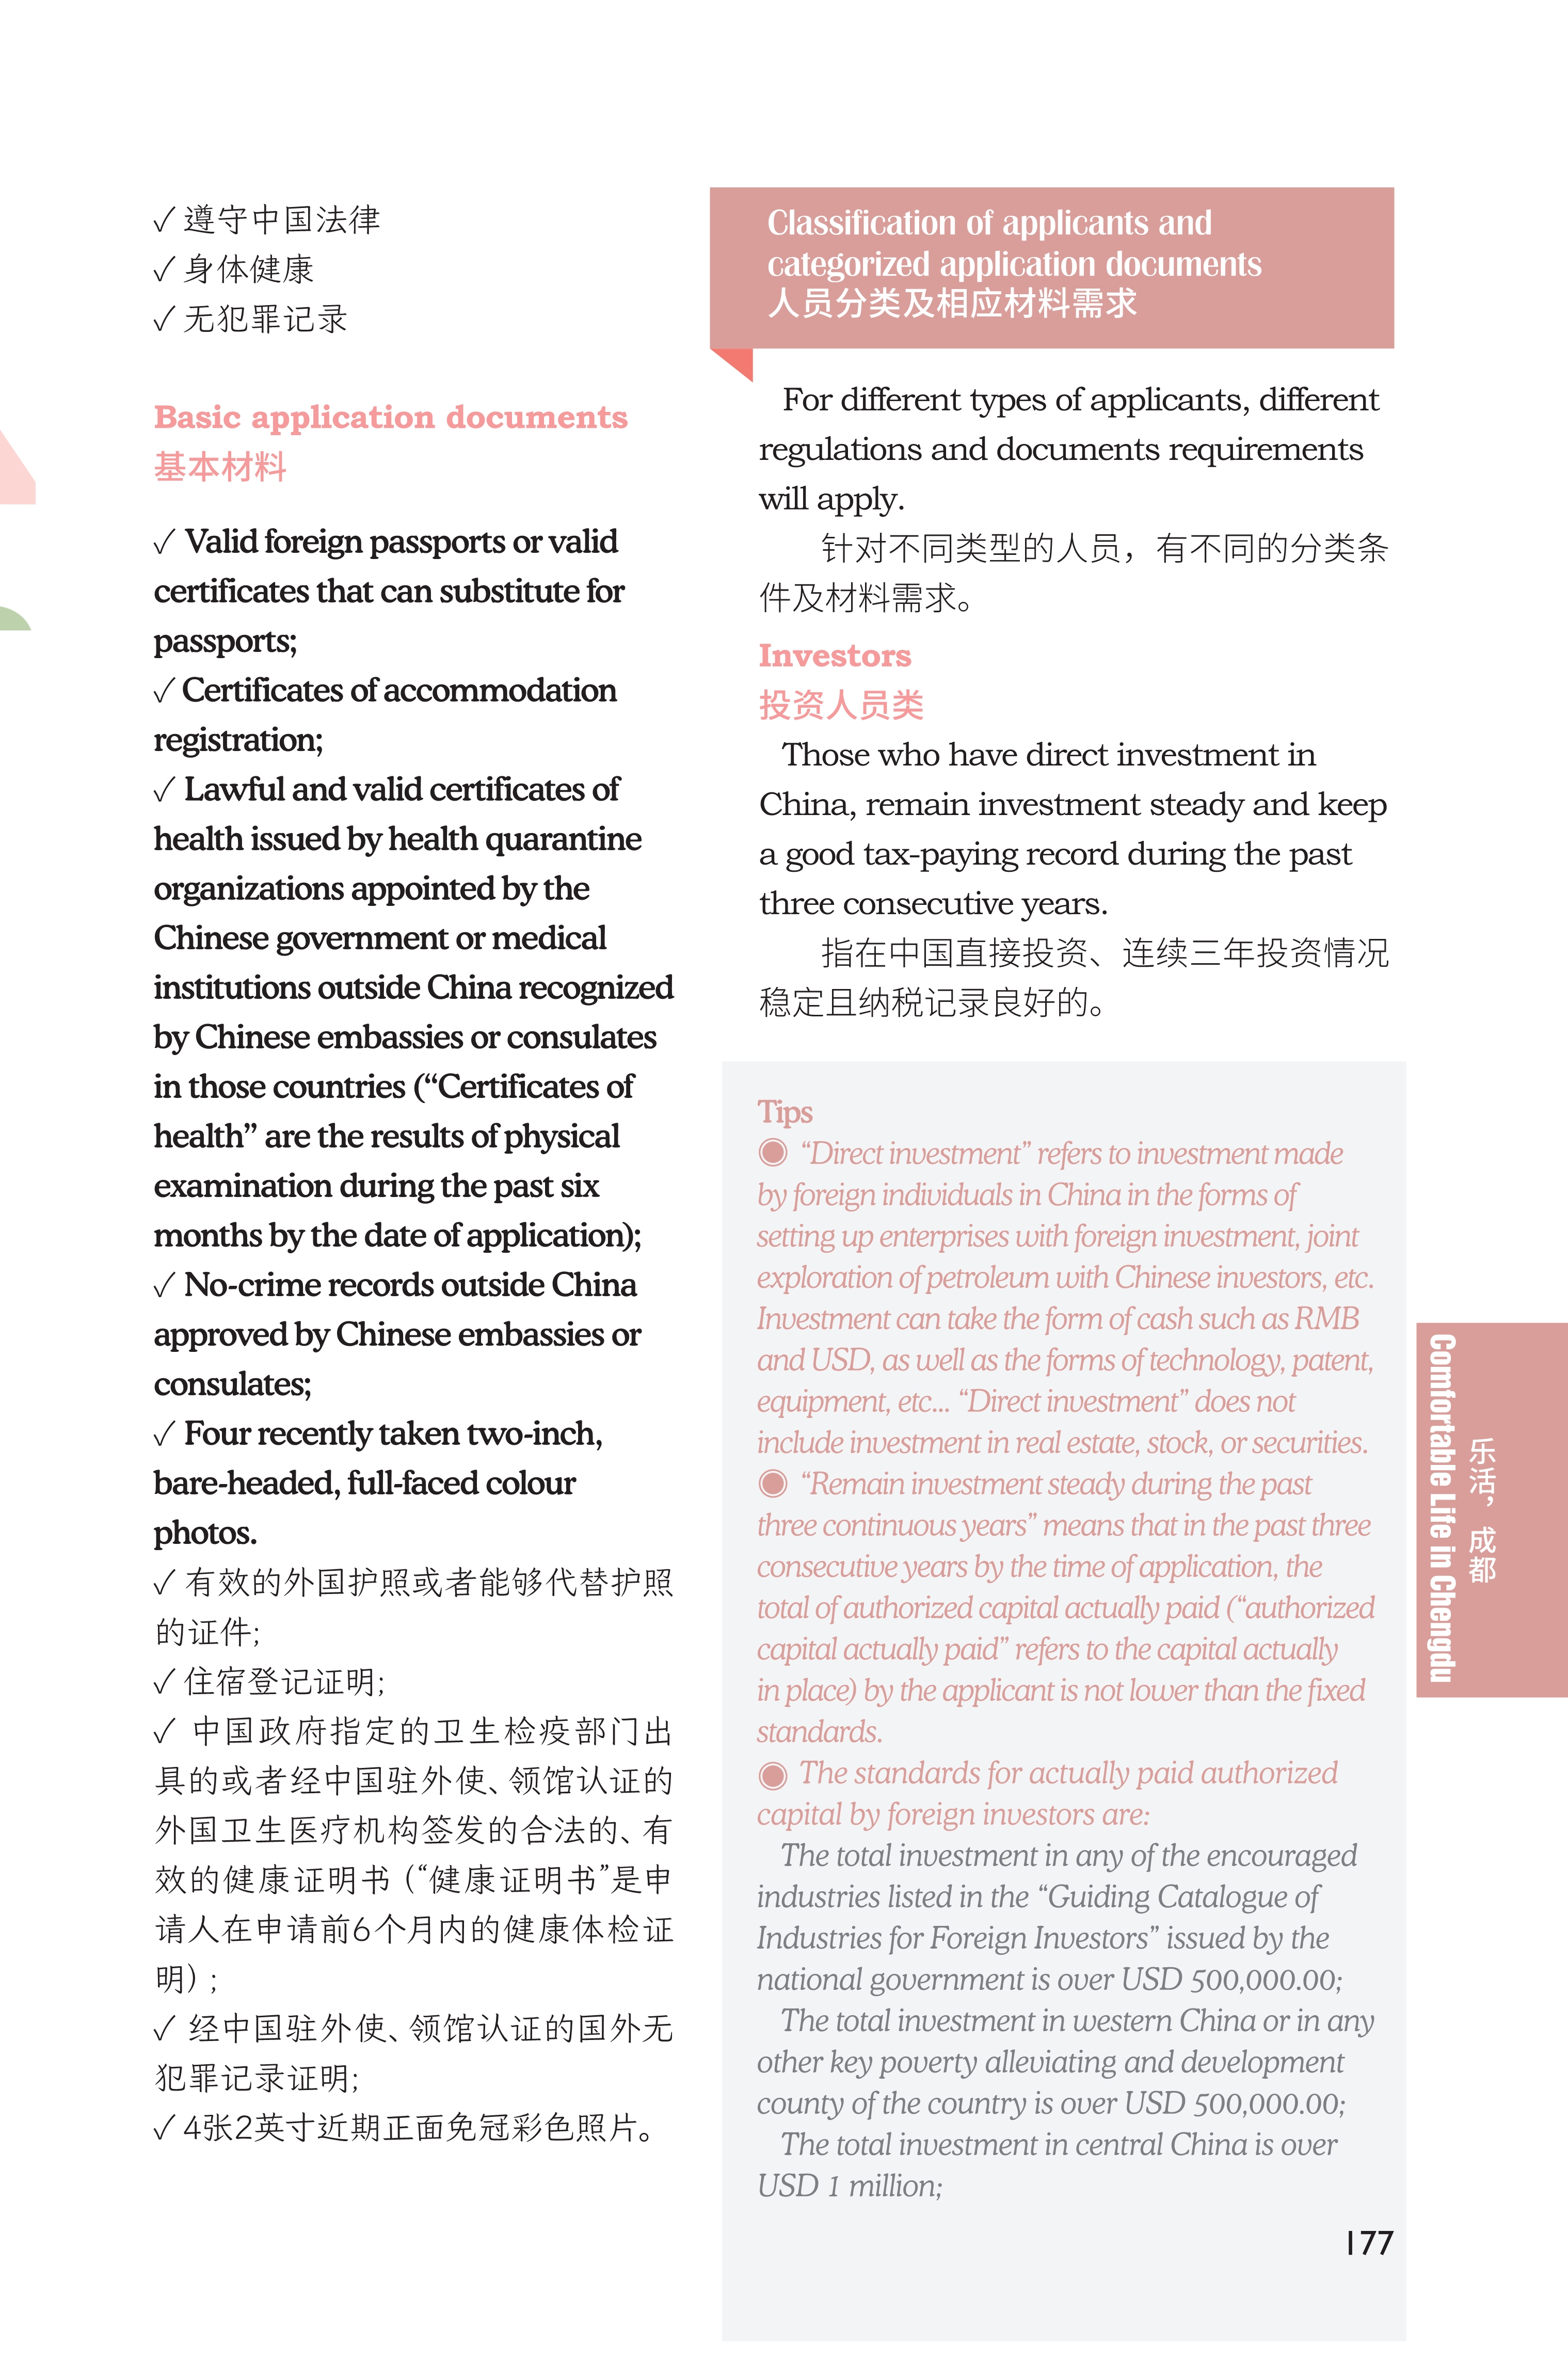 ✓ 遵守中国法律
✓ 身体健康
✓ 无犯罪记录
Basic application documents
基本材料
✓ Valid foreign passports or valid
certificates that can substitute for
passports;
✓ Certificates of accommodation
registration;
✓ Lawful and valid certificates of
health issued by health quarantine
organizations appointed by the
Chinese government or medical
institutions outside China recognized
by Chinese embassies or consulates
in those countries (“Certificates of
health” are the results of physical
examination during the past six
months by the date of application);
✓ No-crime records outside China
approved by Chinese embassies or
consulates;
✓ Four recently taken two-inch,
bare-headed, full-faced colour
photos.
✓ 有效的外国护照或者能够代替护照
的证件;
✓ 住宿登记证明;
✓ 中国政府指定的卫生检疫部门出
具的或者经中国驻外使、领馆认证的
外国卫生医疗机构签发的合法的、有
效的健康证明书（“健康证明书”是申
请人在申请前6个月内的健康体检证
明）;
✓ 经中国驻外使、领馆认证的国外无
犯罪记录证明;
✓ 4张2英寸近期正面免冠彩色照片。
Classification of applicants and
categorized application documents
人员分类及相应材料需求
For different types of applicants, different
regulations and documents requirements
will apply.
针对不同类型的人员，有不同的分类条
件及材料需求。
Investors
投资人员类
Those who have direct investment in
China, remain investment steady and keep
a good tax-paying record during the past
three consecutive years.
指在中国直接投资、连续三年投资情况
稳定且纳税记录良好的。
Tips
◉ “Direct investment” refers to investment made
by foreign individuals in China in the forms of
setting up enterprises with foreign investment, joint
exploration of petroleum with Chinese investors, etc.
Investment can take the form of cash such as RMB
and USD, as well as the forms of technology, patent,
equipment, etc... “Direct investment” does not
include investment in real estate, stock, or securities.
◉ “Remain investment steady during the past
three continuous years” means that in the past three
consecutive years by the time of application, the
total of authorized capital actually paid (“authorized
capital actually paid” refers to the capital actually
in place) by the applicant is not lower than the fixed
standards.
◉ The standards for actually paid authorized
capital by foreign investors are:
The total investment in any of the encouraged
industries listed in the “Guiding Catalogue of
Industries for Foreign Investors” issued by the
national government is over USD 500,000.00;
The total investment in western China or in any
other key poverty alleviating and development
county of the country is over USD 500,000.00;
The total investment in central China is over
USD 1 million;
乐活，成都
Comfortable Life in Chengdu
177